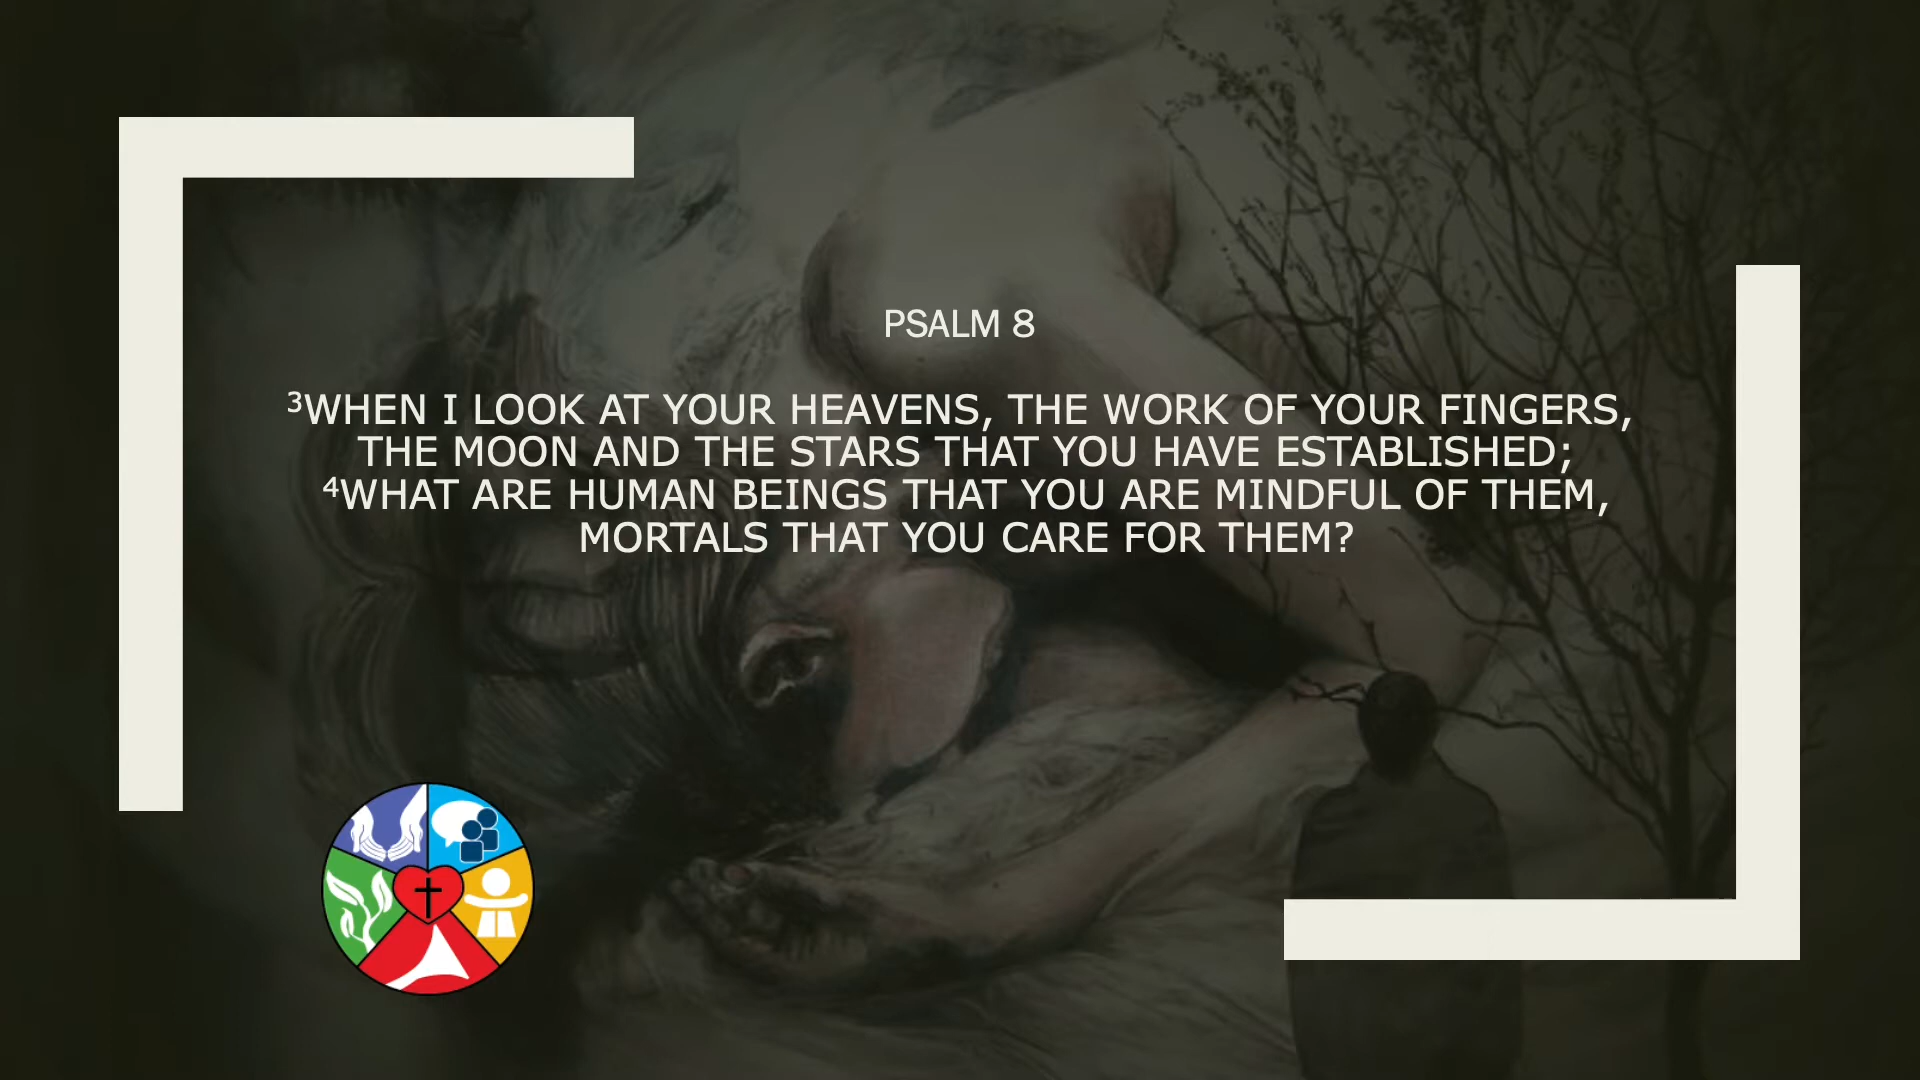 PSALM 8
³WHEN I LOOK AT YOUR HEAVENS, THE WORK OF YOUR FINGERS,
THE MOON AND THE STARS THAT YOU HAVE ESTABLISHED;
⁴WHAT ARE HUMAN BEINGS THAT YOU ARE MINDFUL OF THEM,
MORTALS THAT YOU CARE FOR THEM?